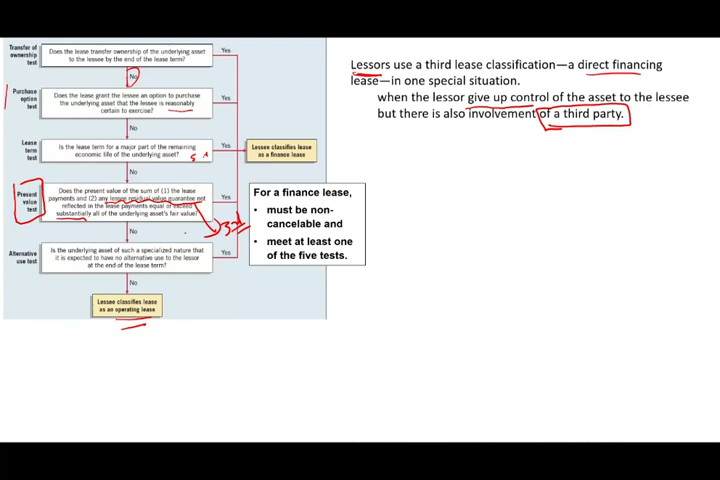 Transfer of
ownership
test
Does the lease transfer ownership of the underlying asset
to the lessee by the end of the lease term?
Yes
No
Purchase
option
test
Does the lease grant the lessee an option to purchase
the underlying asset that the lessee is reasonably
certain to exercise?
Yes
No
Lease
term
test
Is the lease term for a major part of the remaining
economic life of the underlying asset?
Yes
Lessee classifies lease
as a finance lease
No
Present
value
test
Does the present value of the sum of (1) the lease
payments and (2) any lessee residual value guarantee not
reflected in the lease payments equal or exceed
substantially all of the underlying asset's fair value?
Yes
3rd
No
Alternative
use test
Is the underlying asset of such a specialized nature that
it is expected to have no alternative use to the lessor
at the end of the lease term?
Yes
No
Lessee classifies lease
as an operating lease
For a finance lease,
• must be non-
cancelable and
• meet at least one
of the five tests.
Lessors use a third lease classification—a direct financing
lease—in one special situation.
when the lessor give up control of the asset to the lessee
but there is also involvement of a third party.